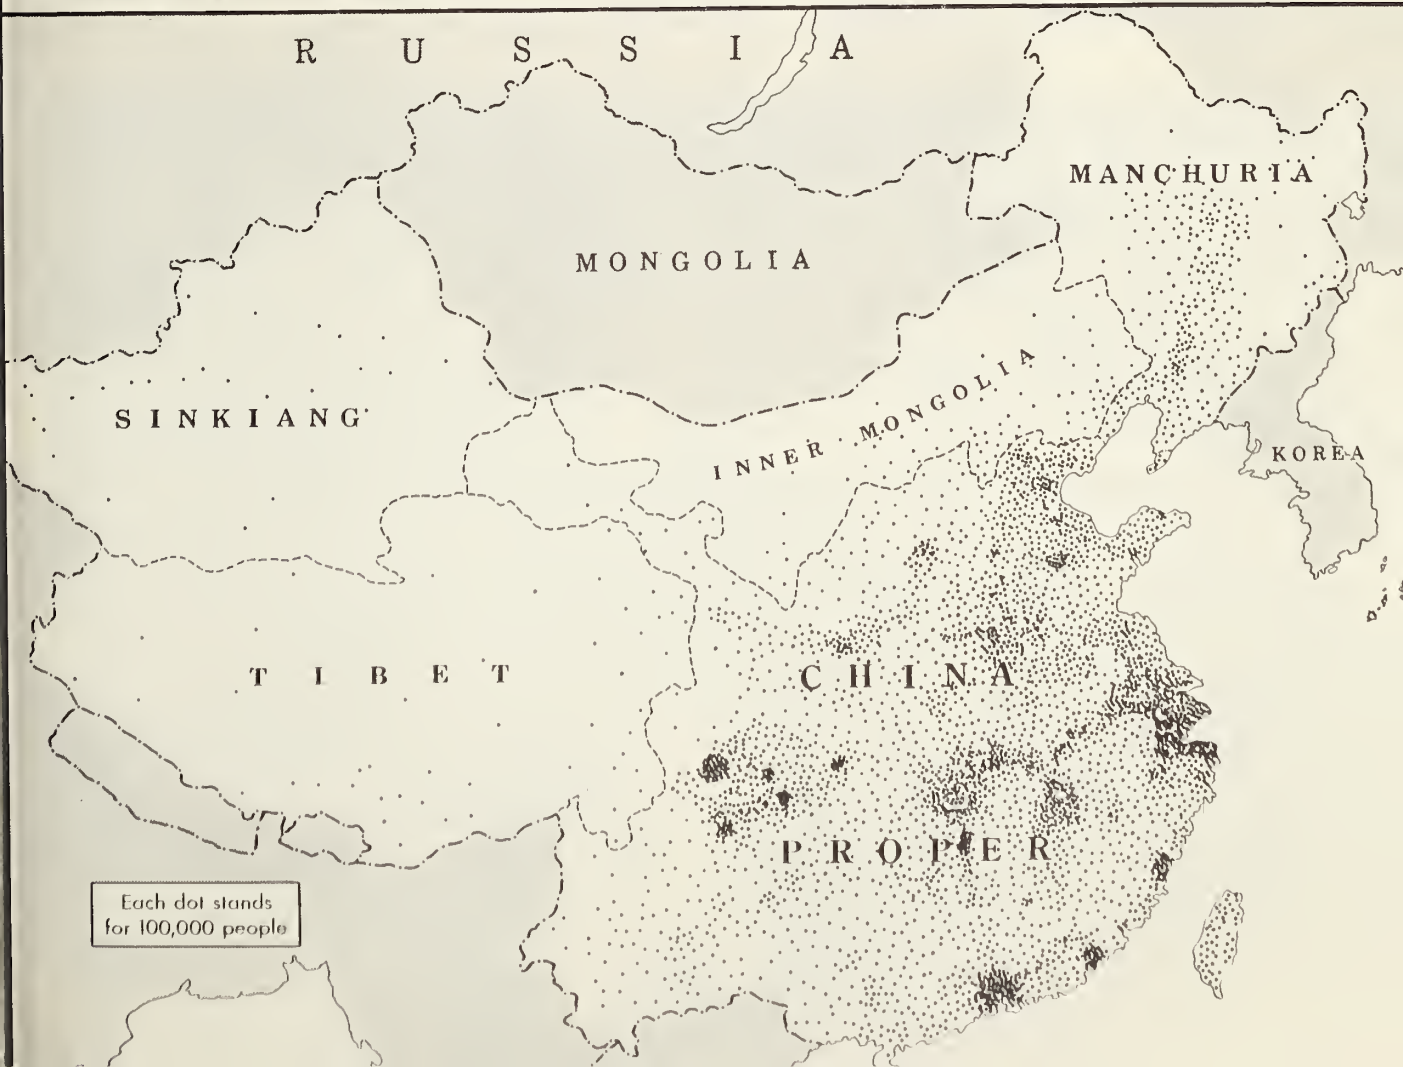 RUSSIA
MANCHURIA
MONGOLIA
SINKIANG
INNER MONGOLIA
KOREA
TIBET
CHINA
PROPER
Each dot stands
for 100,000 people